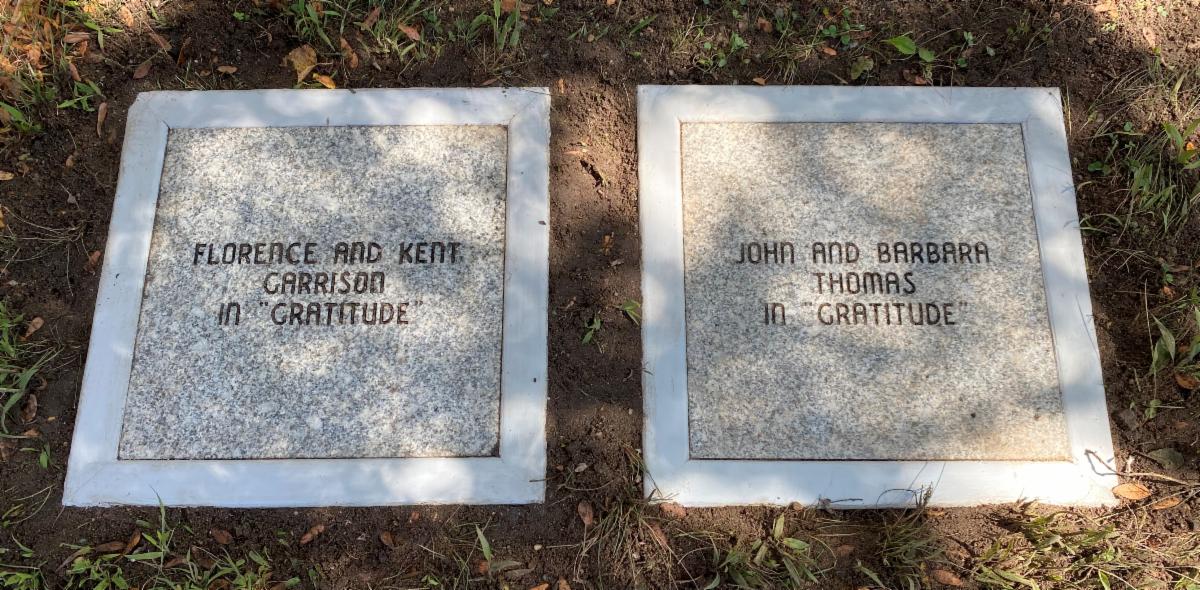 FLORENCE AND KENT
GARRISON
IN "GRATITUDE"
JOHN AND BARBARA
THOMAS
IN "GRATITUDE"